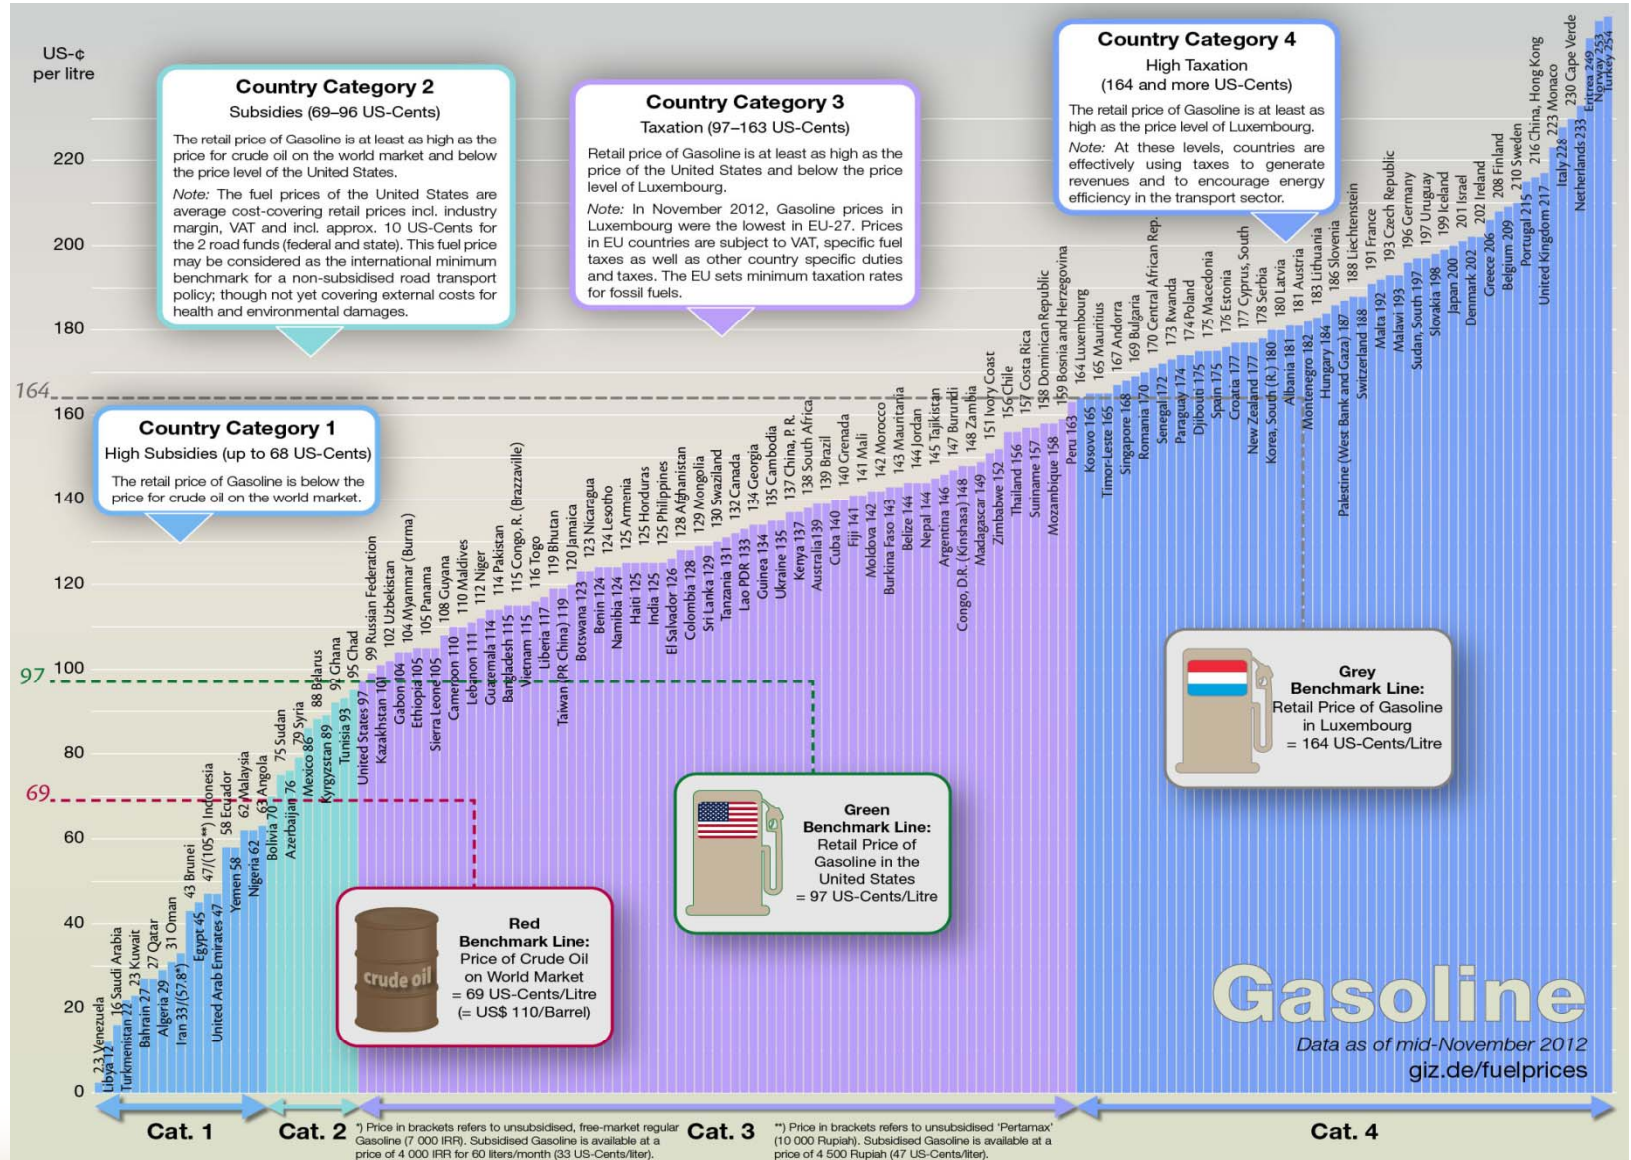 US-¢
per litre
Country Category 2
Subsidies (69–96 US-Cents)
The retail price of Gasoline is at least as high as the
price for crude oil on the world market and below
the price level of the United States.
Note: The fuel prices of the United States are
average cost-covering retail prices incl. industry
margin, VAT and incl. approx. 10 US-Cents for
the 2 road funds (federal and state). This fuel price
may be considered as the international minimum
benchmark for a non-subsidised road transport
policy; though not yet covering external costs for
health and environmental damages.
Country Category 3
Taxation (97–163 US-Cents)
Retail price of Gasoline is at least as high as the
price of the United States and below the price
level of Luxembourg.
Note: In November 2012, Gasoline prices in
Luxembourg were the lowest in EU-27. Prices
in EU countries are subject to VAT, specific fuel
taxes as well as other country specific duties
and taxes. The EU sets minimum taxation rates
for fossil fuels.
Country Category 4
High Taxation
(164 and more US-Cents)
The retail price of Gasoline is at least as
high as the price level of Luxembourg.
Note: At these levels, countries are
effectively using taxes to generate
revenues and to encourage energy
efficiency in the transport sector.
Country Category 1
High Subsidies (up to 68 US-Cents)
The retail price of Gasoline is below the
price for crude oil on the world market.
220
200
180
164
160
140
120
100
97
80
69
60
40
20
0
2.3 Venezuela
Libya 12
16 Saudi Arabia
Turkmenistan 22
23 Kuwait
Bahrain 27
27 Qatar
Algeria 29
31 Oman
Iran 33/(57.8*)
43 Brunei
Egypt 45
47/(105**) Indonesia
United Arab Emirates 47
58 Ecuador
Yemen 58
62 Malaysia
Nigeria 62
63 Angola
Bolivia 70
75 Sudan
Azerbaijan 76
79 Syria
Mexico 86
88 Belarus
Kyrgyzstan 89
92 Ghana
Tunisia 93
95 Chad
United States 97
99 Russian Federation
Kazakhstan 101
102 Uzbekistan
Gabon 104
104 Myanmar (Burma)
Ethiopia 105
105 Panama
Sierra Leone 105
108 Guyana
Cameroon 110
110 Maldives
Lebanon 111
112 Niger
Guatemala 114
114 Pakistan
Bangladesh 115
115 Congo, R. (Brazzaville)
Vietnam 115
116 Togo
Liberia 117
119 Bhutan
Taiwan (PR China) 119
120 Jamaica
Botswana 123
123 Nicaragua
Benin 124
124 Lesotho
Namibia 124
125 Armenia
Haiti 125
125 Honduras
India 125
125 Philippines
El Salvador 126
128 Afghanistan
Colombia 128
129 Mongolia
Sri Lanka 129
130 Swaziland
Tanzania 131
132 Canada
Lao PDR 133
134 Georgia
Guinea 134
135 Cambodia
Ukraine 135
137 China, P. R.
Kenya 137
138 South Africa
Australia139
139 Brazil
Cuba 140
140 Grenada
Fiji 141
141 Mali
Moldova 142
142 Morocco
Burkina Faso 143
143 Mauritania
Belize 144
144 Jordan
Nepal 144
145 Tajikistan
Argentina 146
147 Burundi
Congo, D.R. (Kinshasa) 148
148 Zambia
Madagascar 149
151 Ivory Coast
Zimbabwe 152
156 Chile
Thailand 156
157 Costa Rica
Suriname 157
158 Dominican Republic
Mozambique 158
159 Bosnia and Herzegovina
Peru 163
164 Luxembourg
Kosovo 165
165 Mauritius
Timor-Leste 165
167 Andorra
Singapore 168
169 Bulgaria
Romania 170
170 Central African Rep.
Senegal 172
173 Rwanda
Paraguay 174
174 Poland
Djibouti 175
175 Macedonia
Span 175
176 Estonia
Croatia 177
177 Cyprus, South
New Zealand 177
178 Serbia
Korea, South (R.) 180
180 Latvia
Albania 181
181 Austria
Montenegro 182
183 Lithuania
Hungary 184
186 Slovenia
Palestine (West Bank and Gaza) 187
188 Liechtenstein
Switzerland 188
191 France
Malta 192
193 Czech Republic
Malawi 193
196 Germany
Sudan, South 197
197 Uruguay
Slovakia 198
199 Iceland
Japan 200
201 Israel
Denmark 202
202 Ireland
Greece 206
208 Finland
Belgium 209
210 Sweden
Portugal 215
216 China, Hong Kong
United Kingdom 217
223 Monaco
Italy 228
230 Cape Verde
Netherlands 233
Eritrea 249
Norway 253
Turkey 254
Red
Benchmark Line:
Price of Crude Oil
on World Market
= 69 US-Cents/Litre
(= US$ 110/Barrel)
crude oil
Green
Benchmark Line:
Retail Price of
Gasoline in the
United States
= 97 US-Cents/Litre
Grey
Benchmark Line:
Retail Price of Gasoline
in Luxembourg
= 164 US-Cents/Litre
Gasoline
Data as of mid-November 2012
giz.de/fuelprices
Cat. 1
Cat. 2
Cat. 3
Cat. 4
*) Price in brackets refers to unsubsidised, free-market regular
Gasoline (7 000 IRR). Subsidised Gasoline is available at a
price of 4 000 IRR for 60 liters/month (33 US-Cents/liter).
**) Price in brackets refers to unsubsidised 'Pertamax'
(10 000 Rupiah). Subsidised Gasoline is available at a
price of 4 500 Rupiah (47 US-Cents/liter).